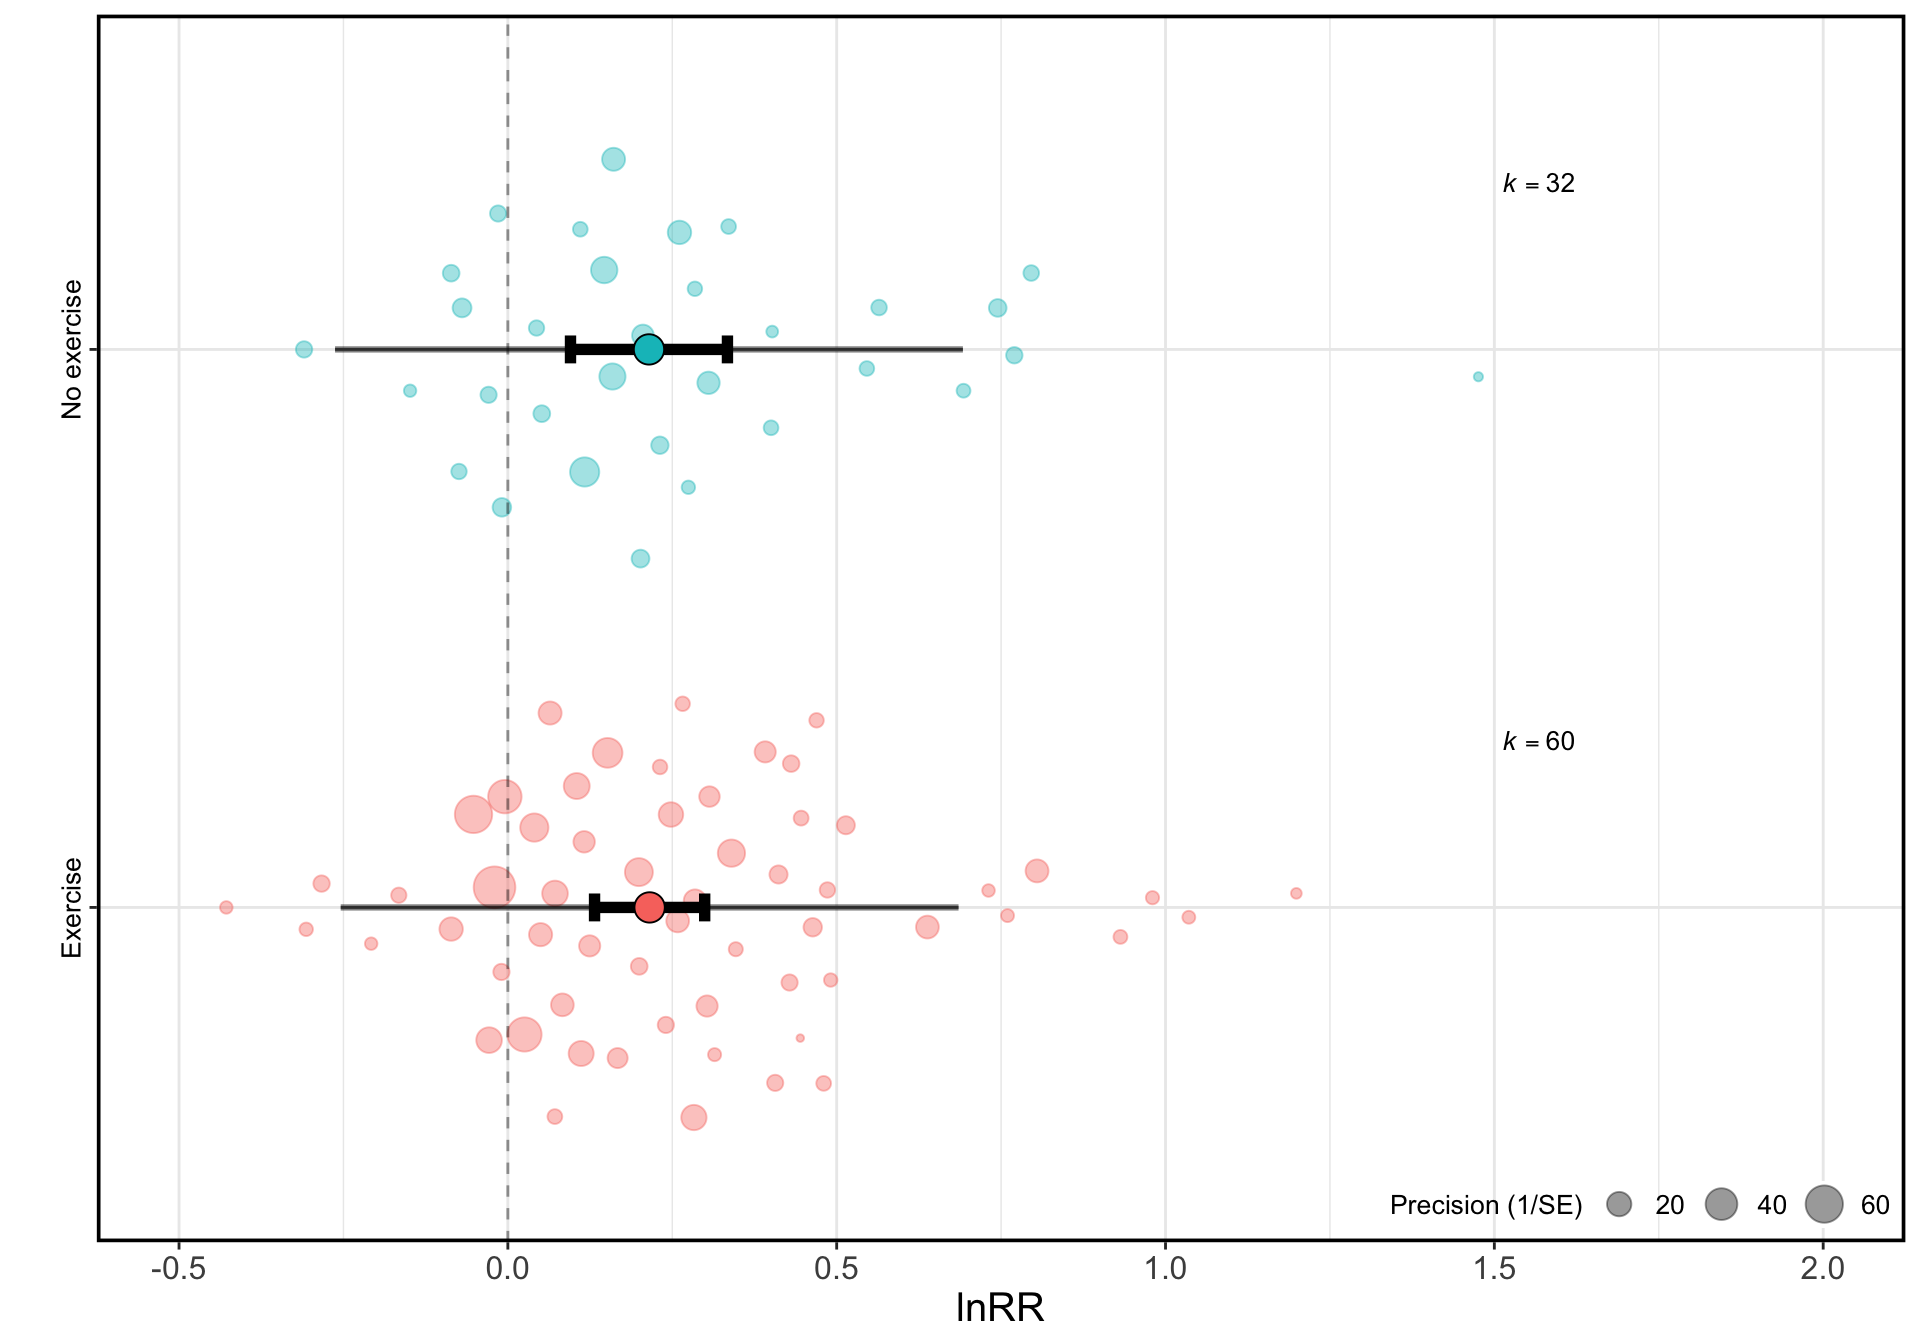 k = 32
No exercise
k = 60
Exercise
Precision (1/SE) 20 40 60
-0.5 0.0 0.5 1.0 1.5 2.0
lnRR